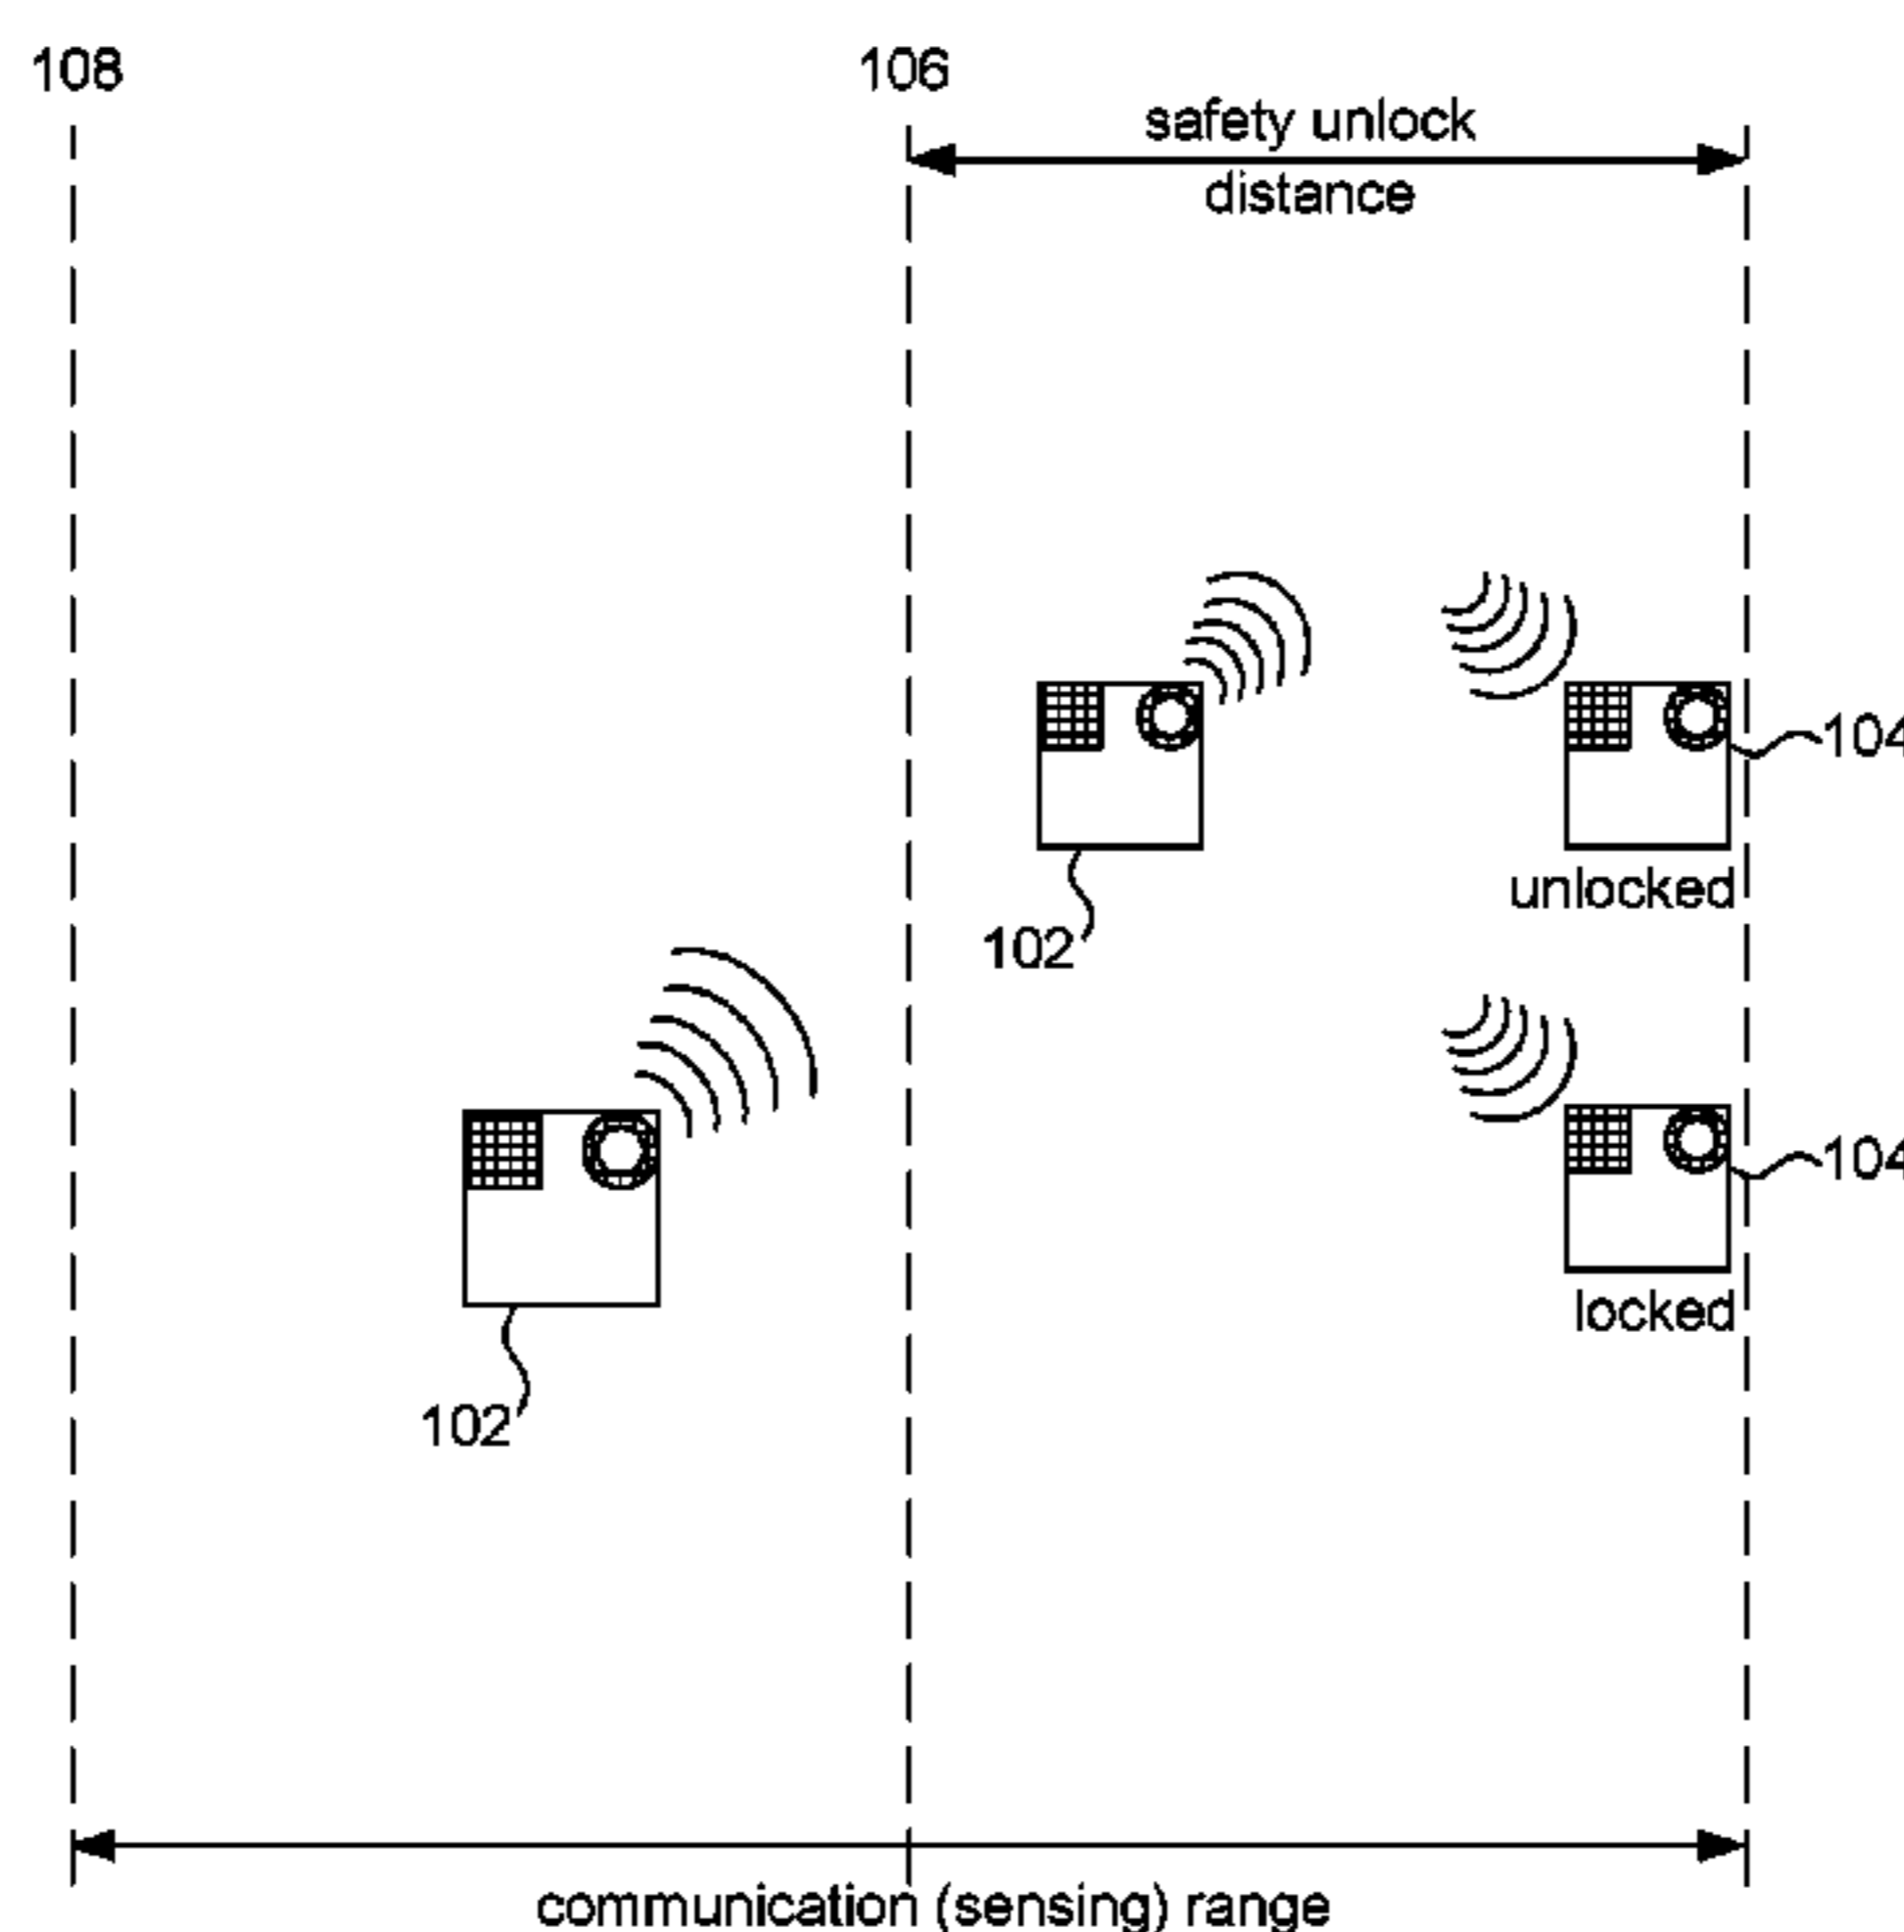 108
106
safety unlock
distance
104
unlocked
102
104
locked
102
communication (sensing) range